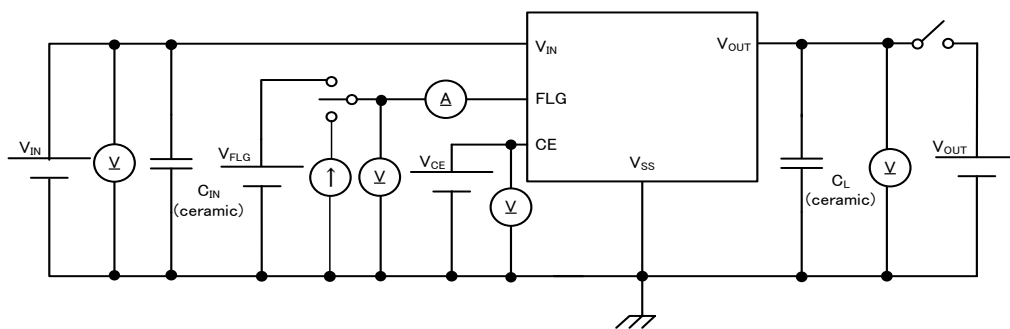 V_IN
V_OUT
FLG
CE
V_SS
V_IN
V
C_IN
(ceramic)
V_FLG
↑
V
A
V_CE
V
C_L
(ceramic)
V
V_OUT